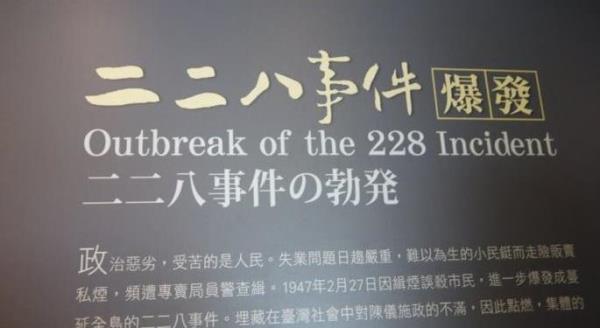 二二八事件爆發
Outbreak of the 228 Incident
二二八事件の勃発
政治惡劣，受苦的是人民。失業問題日趨嚴重，難以為生的小民鋌而走險販賣
私煙，頻遭專賣局員警查緝。1947年2月27日因緝煙誤殺市民，進一步爆發成蔓
延全島的二二八事件。埋藏在臺灣社會中對陳儀施政的不滿，因此點燃，集體的